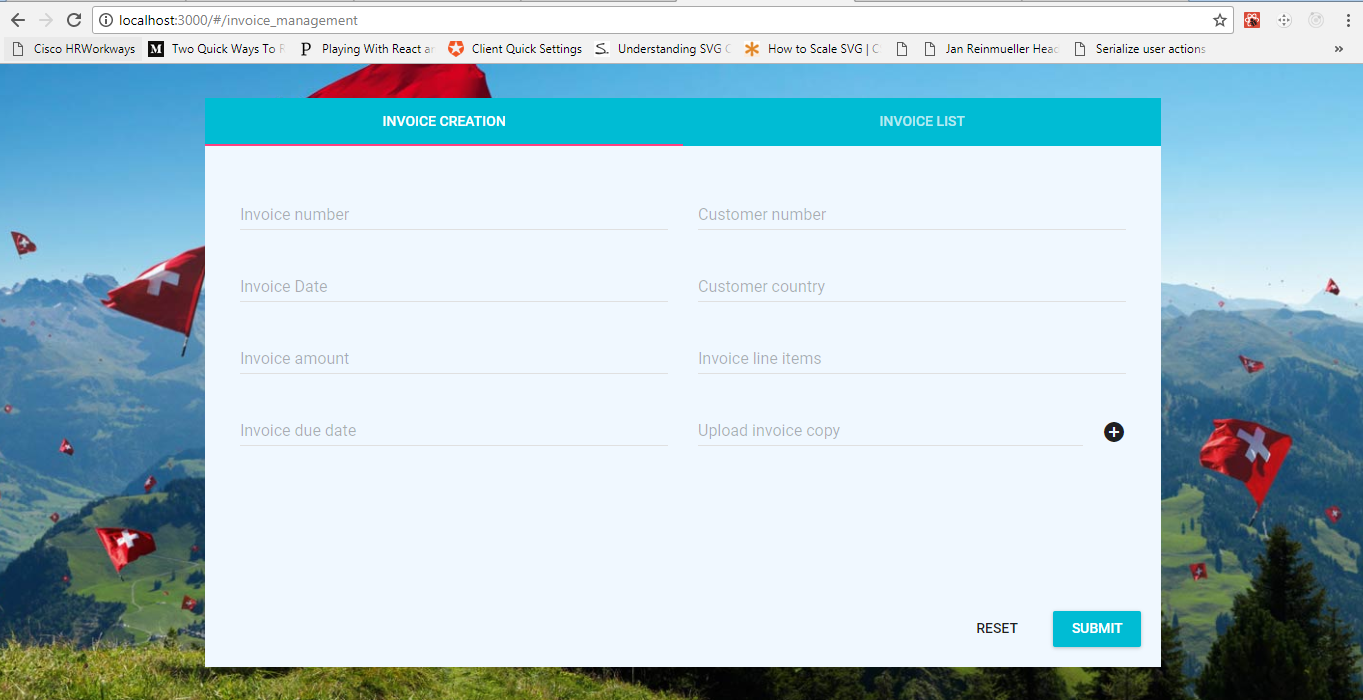 localhost:3000/#/invoice_management
Cisco HRWorkways M Two Quick Ways To R P Playing With React ar Client Quick Settings S. Understanding SVG C How to Scale SVG | C Jan Reinmueller Head Serialize user actions »
INVOICE CREATION INVOICE LIST
Invoice number Customer number
Invoice Date Customer country
Invoice amount Invoice line items
Invoice due date Upload invoice copy
RESET SUBMIT